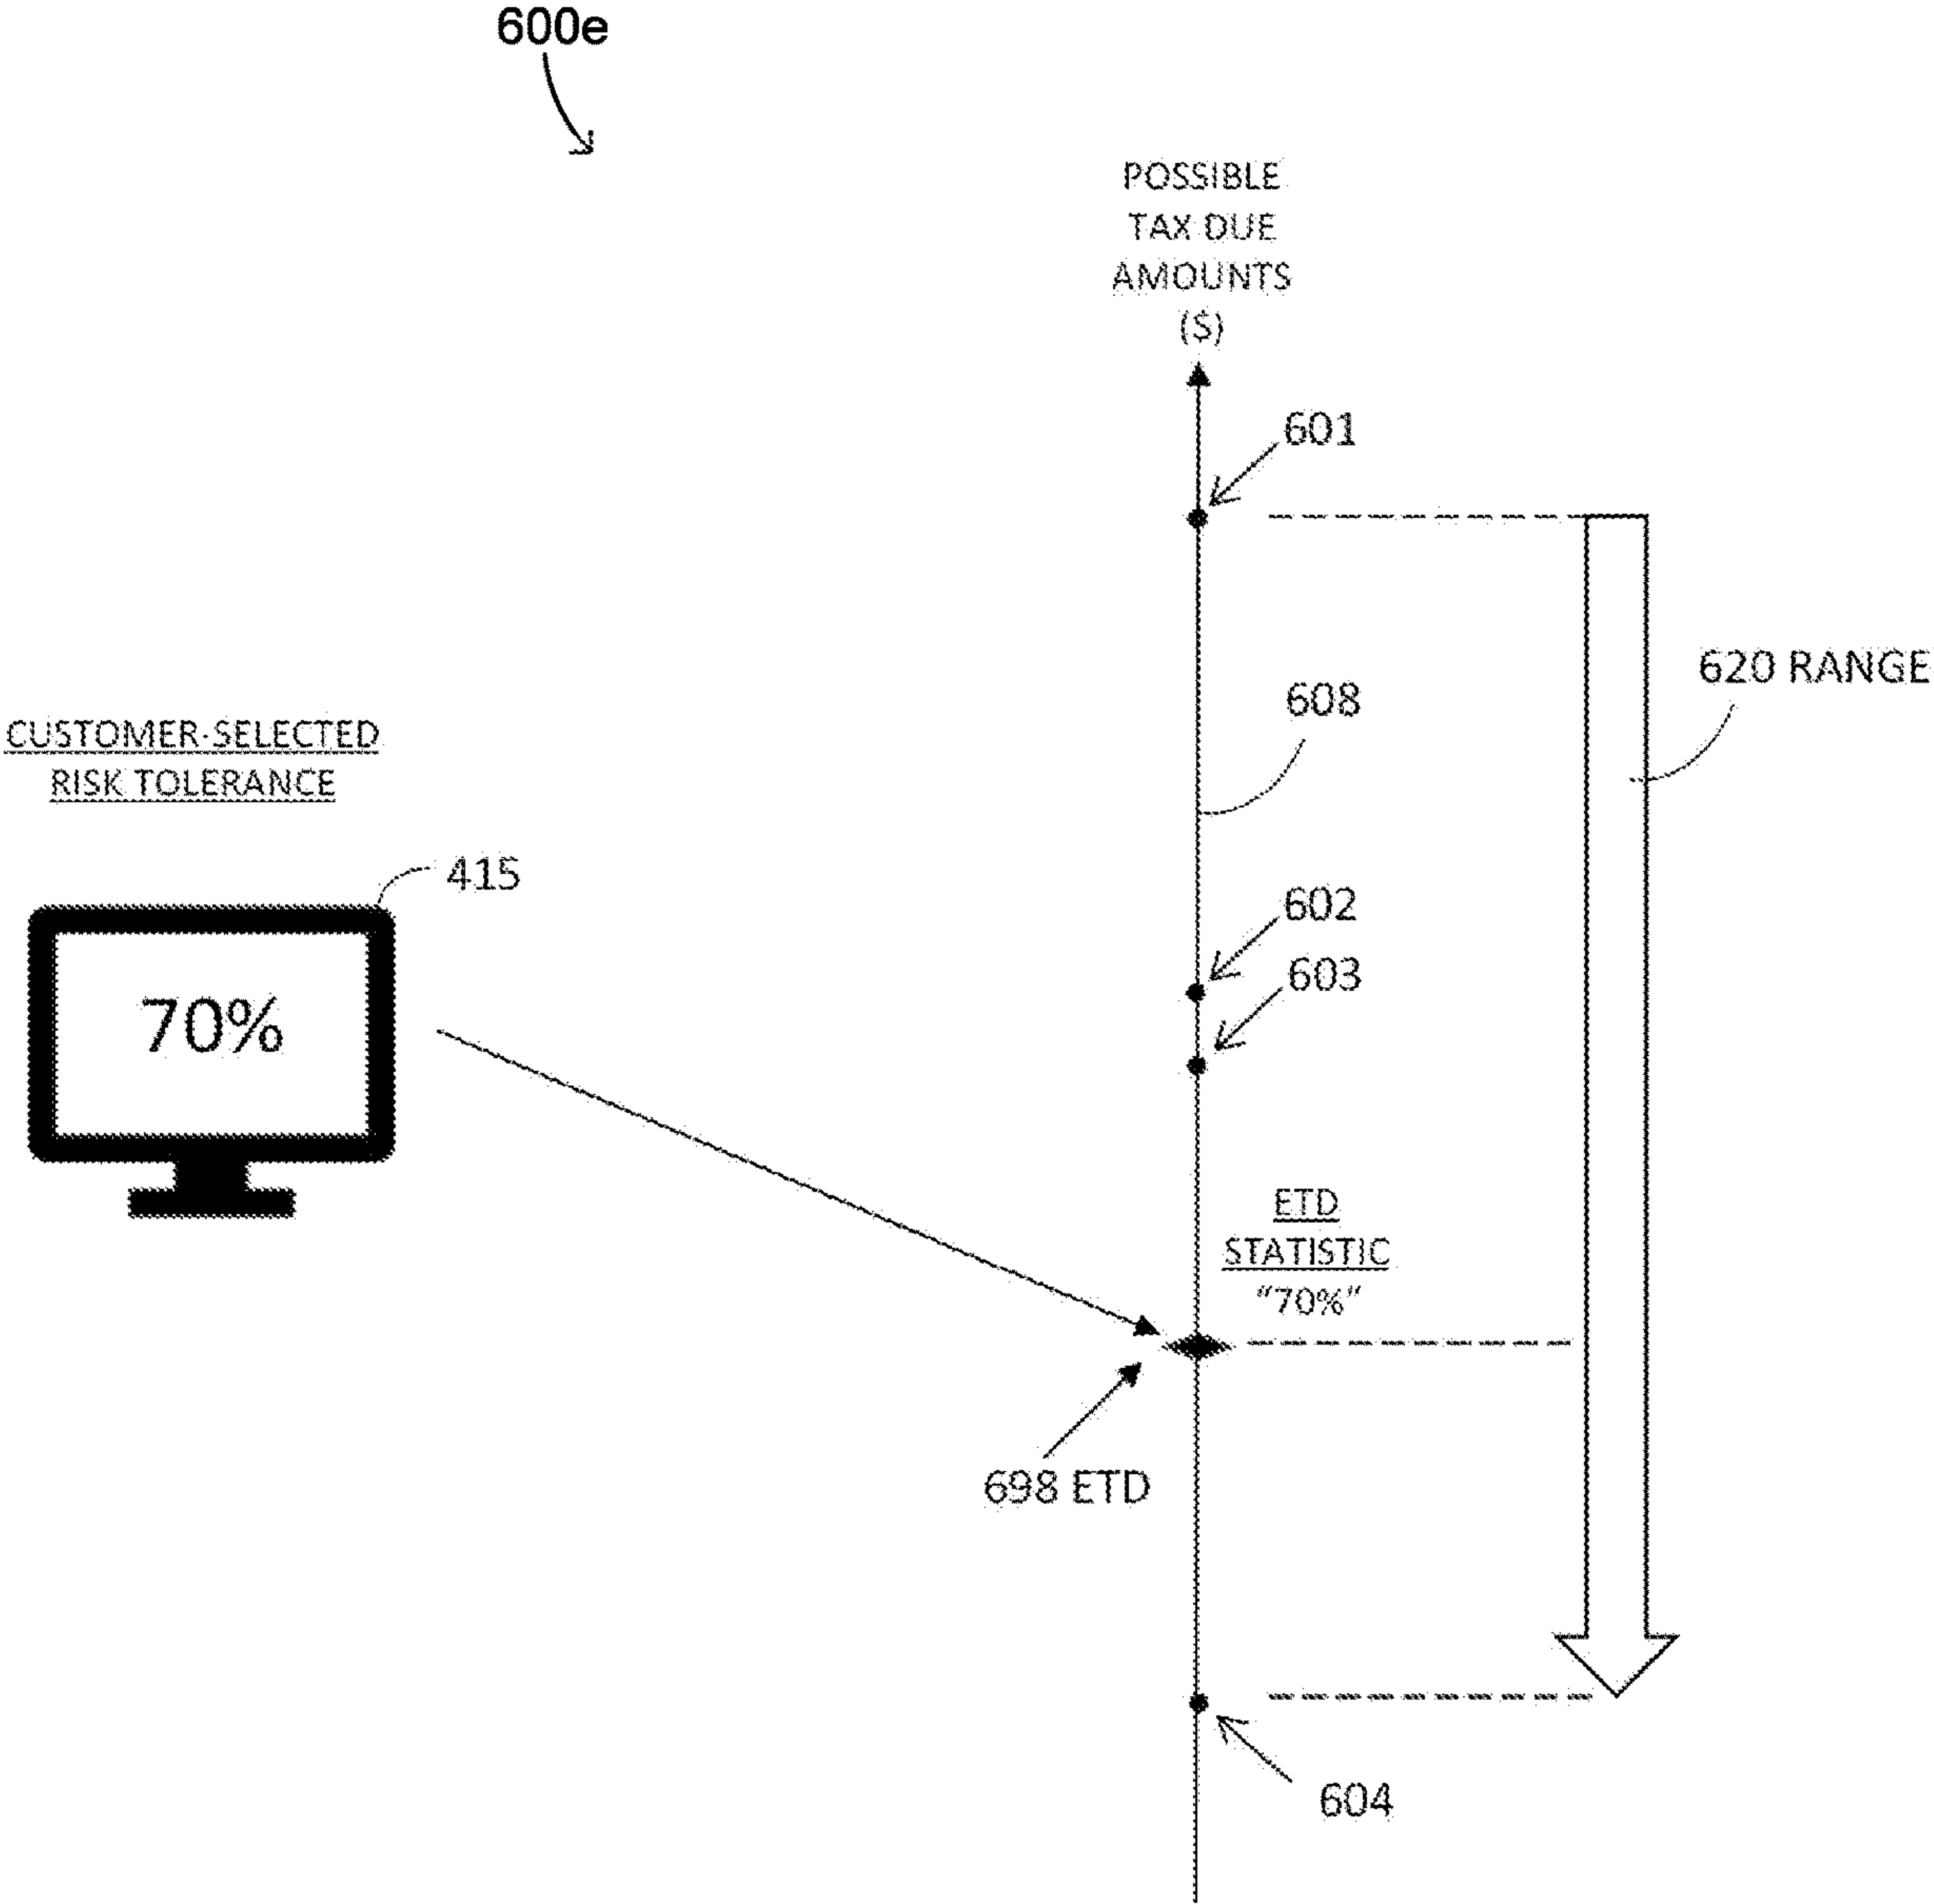 600e
POSSIBLE
TAX DUE
AMOUNTS
($)
601
620 RANGE
608
CUSTOMER-SELECTED
RISK TOLERANCE
415
602
603
70%
ETD
STATISTIC
"70%"
698 ETD
604